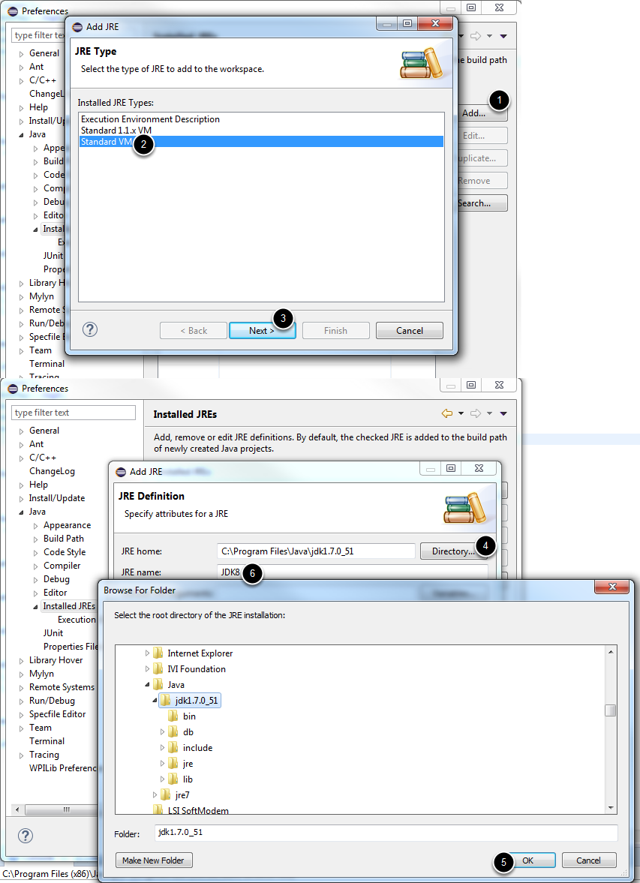 Preferences
type filter text
General
Ant
C/C++
ChangeL
Help
Install/Up
Java
Appe
Build
Code
Comp
Debu
Editor
Instal
Ex
JUnit
Prope
Library Ho
Mylyn
Remote S
Run/Debu
Specfile E
Team
Terminal
Tracing
he build path
1
Add...
Edit...
uplicate...
Remove
Search...
Add JRE
JRE Type
Select the type of JRE to add to the workspace.
Installed JRE Types:
Execution Environment Description
Standard 1.1.x VM
Standard VM
2
3
?
< Back
Next >
Finish
Cancel
Preferences
type filter text
General
Ant
C/C++
ChangeLog
Help
Install/Update
Java
Appearance
Build Path
Code Style
Compiler
Debug
Editor
Installed JREs
Execution
JUnit
Properties File
Library Hover
Mylyn
Remote Systems
Run/Debug
Specfile Editor
Team
Terminal
Tracing
WPILib Preferenc
?
C:\Program Files (x86)\Ja
Installed JREs
Add, remove or edit JRE definitions. By default, the checked JRE is added to the build path
of newly created Java projects.
Add JRE
JRE Definition
Specify attributes for a JRE
JRE home: C:\Program Files\Java\jdk1.7.0_51 Directory... 4
JRE name: JDK8 6
Browse For Folder
Select the root directory of the JRE installation:
Internet Explorer
IVI Foundation
Java
jdk1.7.0_51
bin
db
include
jre
lib
jre7
LSI SoftModem
Folder: jdk1.7.0_51
Make New Folder
5
OK
Cancel